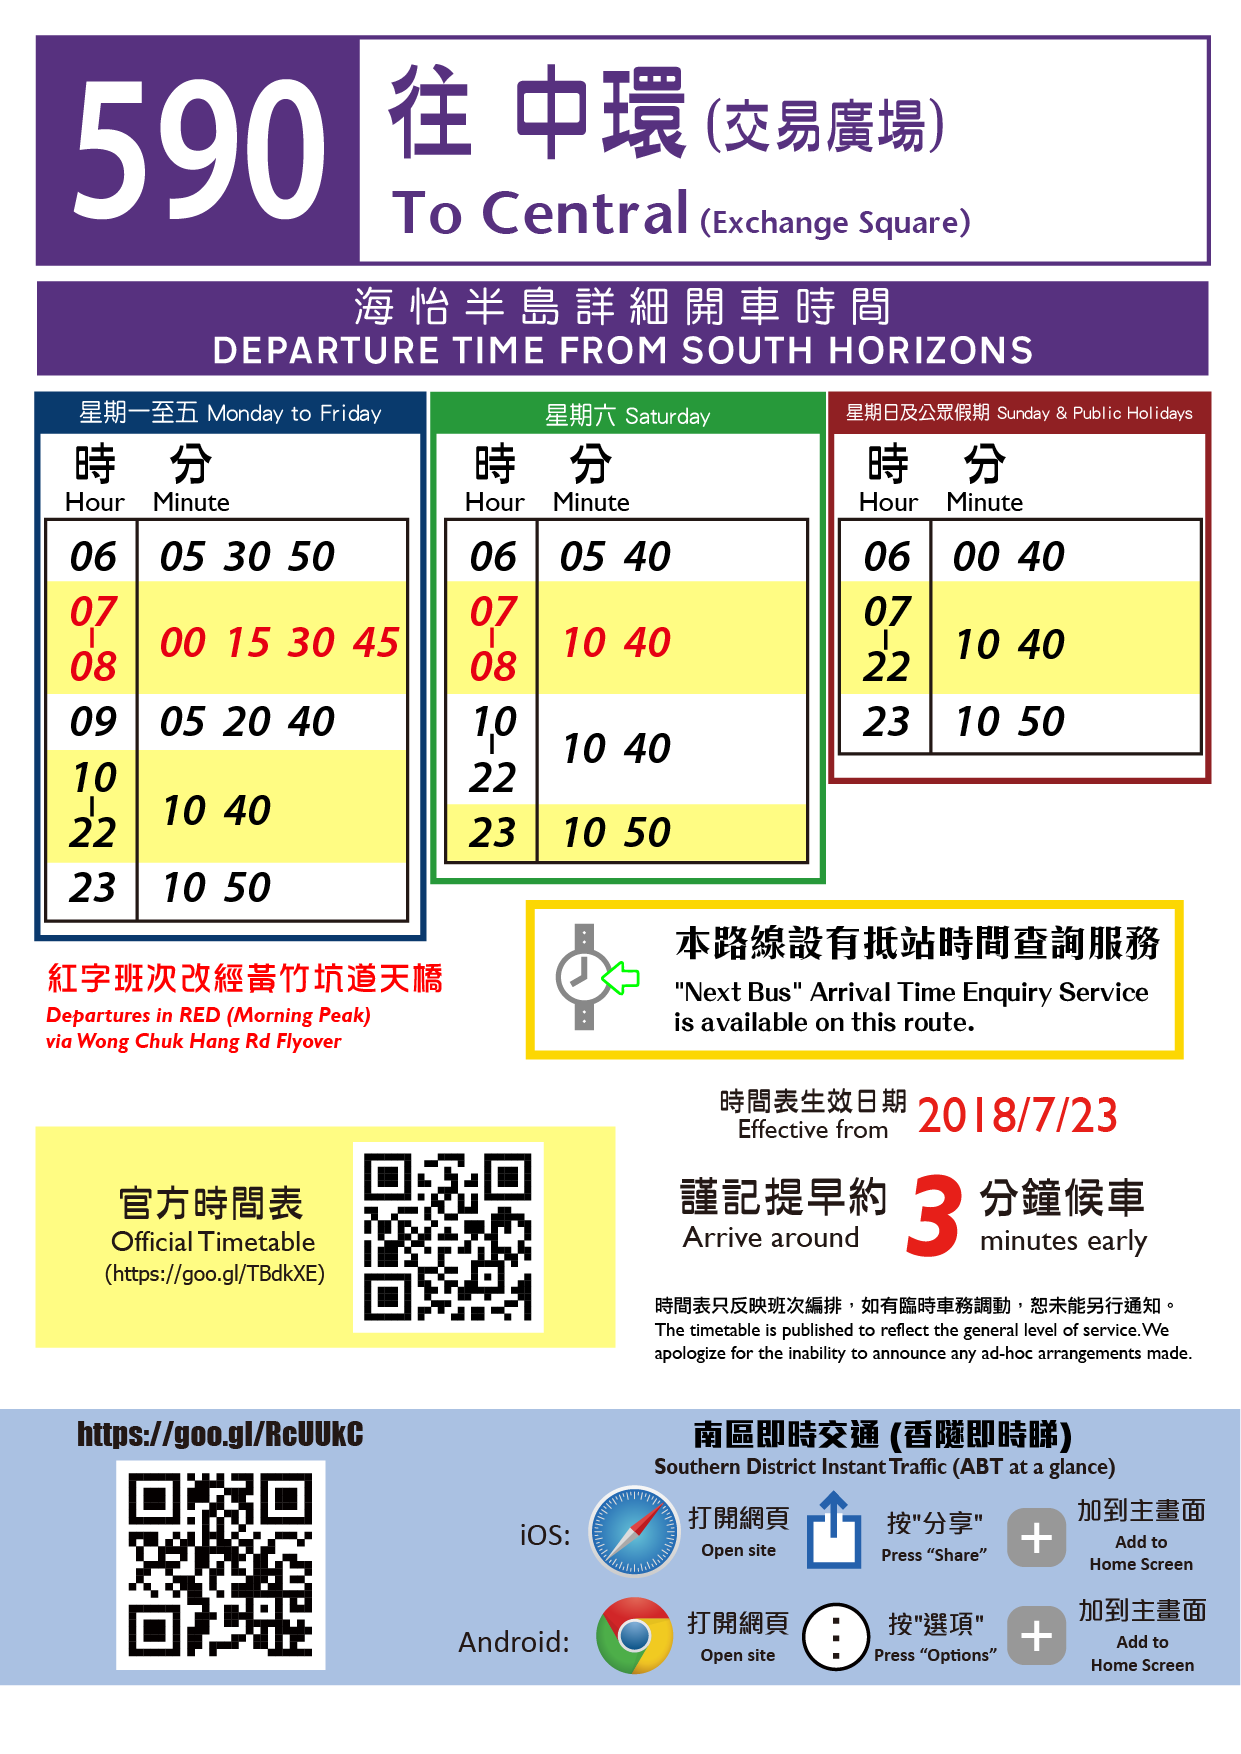 590
往 中環 (交易廣場)
To Central (Exchange Square)
海怡半島詳細開車時間
DEPARTURE TIME FROM SOUTH HORIZONS
星期一至五 Monday to Friday
時 分
Hour Minute
06 05 30 50
07
|
08
00 15 30 45
09 05 20 40
10
|
22
10 40
23 10 50
星期六 Saturday
時 分
Hour Minute
06 05 40
07
|
08
10 40
10
|
22
10 40
23 10 50
星期日及公眾假期 Sunday & Public Holidays
時 分
Hour Minute
06 00 40
07
|
22
10 40
23 10 50
紅字班次改經黃竹坑道天橋
Departures in RED (Morning Peak)
via Wong Chuk Hang Rd Flyover
本路線設有抵站時間查詢服務
"Next Bus" Arrival Time Enquiry Service
is available on this route.
時間表生效日期
Effective from
2018/7/23
謹記提早約 3 分鐘候車
Arrive around minutes early
官方時間表
Official Timetable
(https://goo.gl/TBdkXE)
時間表只反映班次編排，如有臨時車務調動，恕未能另行通知。
The timetable is published to reflect the general level of service. We
apologize for the inability to announce any ad-hoc arrangements made.
https://goo.gl/RcUUkC
南區即時交通 (香隧即時睇)
Southern District Instant Traffic (ABT at a glance)
iOS:
打開網頁
Open site
按"分享"
Press “Share”
加到主畫面
Add to
Home Screen
Android:
打開網頁
Open site
按"選項"
Press “Options”
加到主畫面
Add to
Home Screen